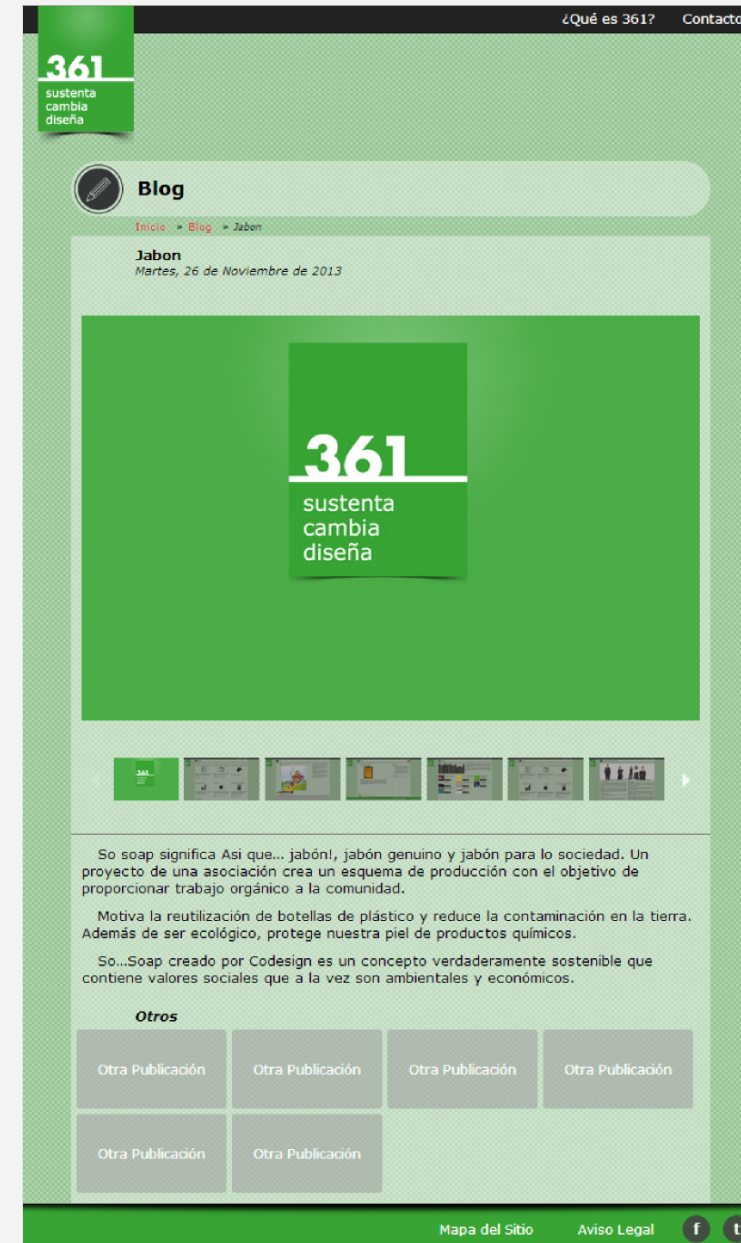 ¿Qué es 361? Contacto
361
sustenta
cambia
diseña
Blog
Inicio » Blog » Jabon
Jabon
Martes, 26 de Noviembre de 2013
361
sustenta
cambia
diseña
361
So soap significa Asi que... jabón!, jabón genuino y jabón para lo sociedad. Un
proyecto de una asociación crea un esquema de producción con el objetivo de
proporcionar trabajo orgánico a la comunidad.
Motiva la reutilización de botellas de plástico y reduce la contaminación en la tierra.
Además de ser ecológico, protege nuestra piel de productos químicos.
So...Soap creado por Codesign es un concepto verdaderamente sostenible que
contiene valores sociales que a la vez son ambientales y económicos.
Otros
Otra Publicación Otra Publicación Otra Publicación Otra Publicación
Otra Publicación Otra Publicación
Mapa del Sitio Aviso Legal f t